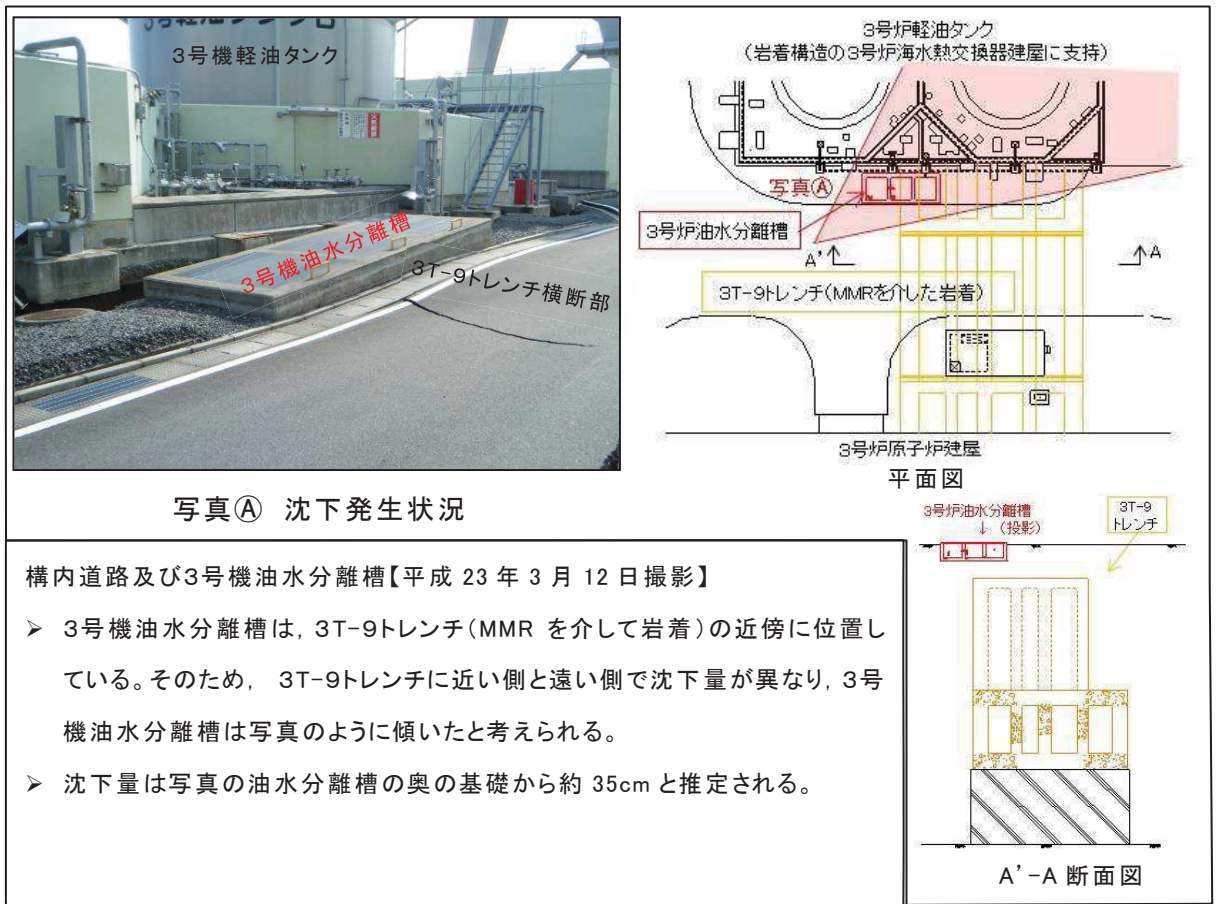 3号軽油タンク
3号機軽油タンク
3号機油水分離槽
3T-9トレンチ横断部
写真Ⓐ 沈下発生状況
3号炉軽油タンク
(岩着構造の3号炉海水熱交換器建屋に支持)
写真Ⓐ
3号炉油水分離槽
A' A
3T-9トレンチ(MMRを介した岩着)
3号炉原子炉建屋
平面図
構内道路及び3号機油水分離槽【平成 23 年 3 月 12 日撮影】
➢ 3号機油水分離槽は, 3T-9トレンチ(MMR を介して岩着)の近傍に位置し
ている。そのため, 3T-9トレンチに近い側と遠い側で沈下量が異なり, 3号
機油水分離槽は写真のように傾いたと考えられる。
➢ 沈下量は写真の油水分離槽の奥の基礎から約 35cm と推定される。
3号炉油水分離槽
↓ (投影)
3T-9
トレンチ
A'-A 断面図